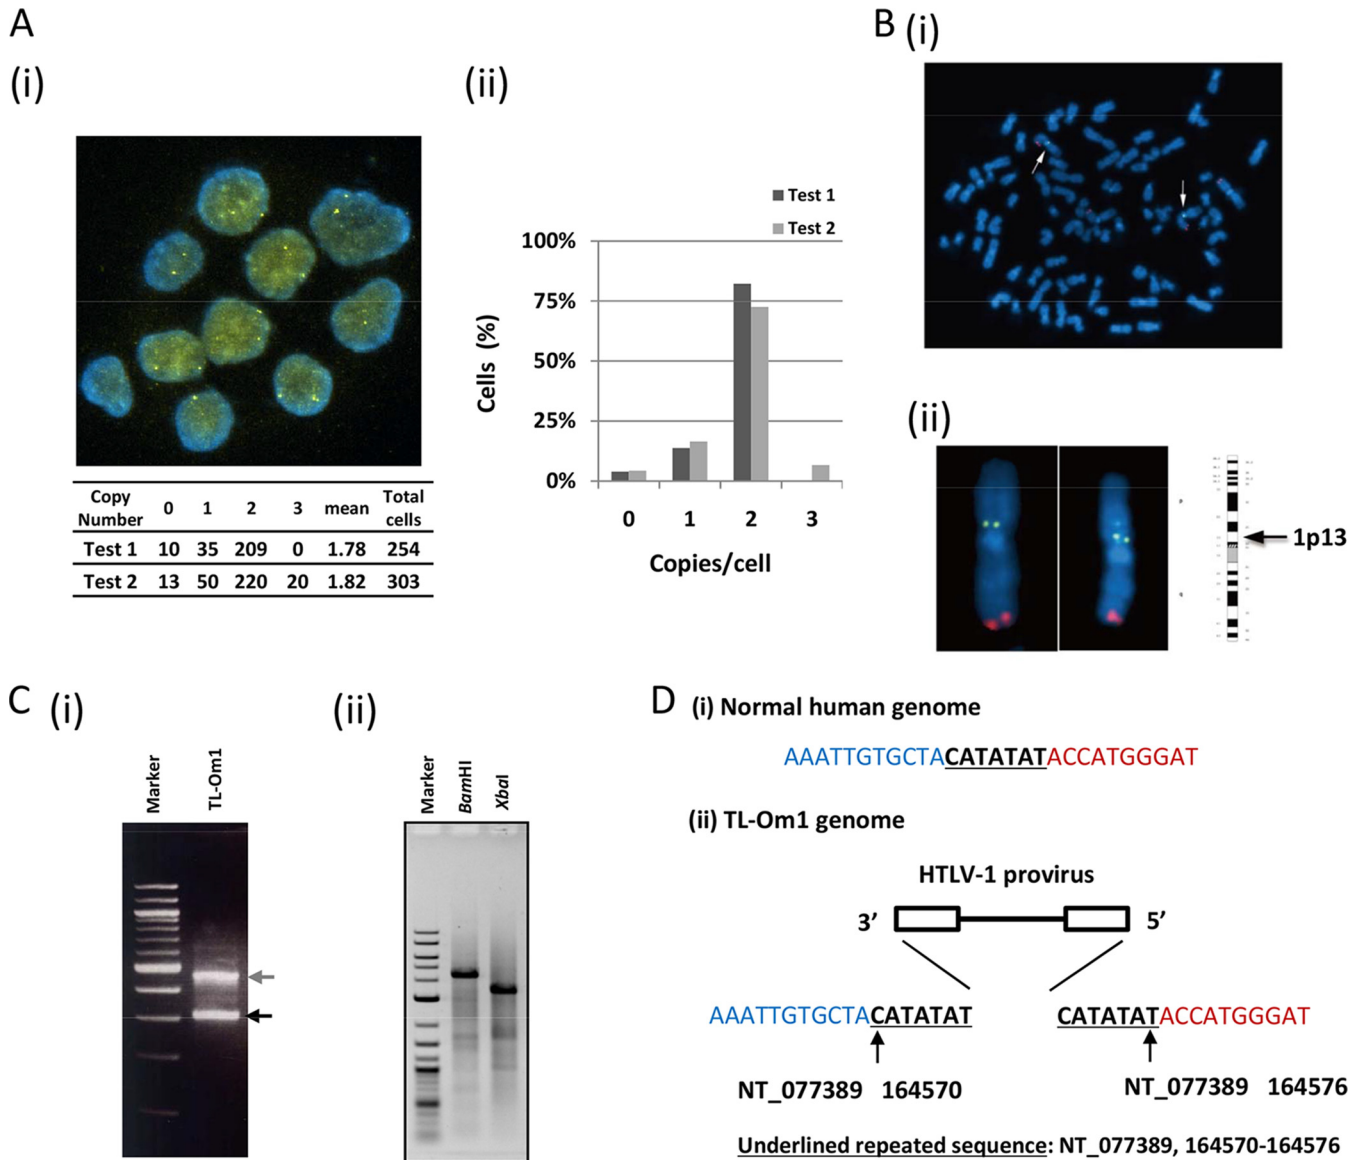 A
(i)
Copy Number 0 1 2 3 mean Total cells
Test 1 10 35 209 0 1.78 254
Test 2 13 50 220 20 1.82 303
(ii)
Test 1
Test 2
100%
75%
50%
25%
0%
Cells (%)
0 1 2 3
Copies/cell
B
(i)
(ii)
p
q
1p13
C
(i)
Marker
TL-Om1
(ii)
Marker
BamHI
XbaI
D
(i) Normal human genome
AAATTGTGCTACATATATACCATGGGAT
(ii) TL-Om1 genome
HTLV-1 provirus
3’ 5’
AAATTGTGCTACATATAT CATATATACCATGGGAT
NT_077389 164570 NT_077389 164576
Underlined repeated sequence: NT_077389, 164570-164576